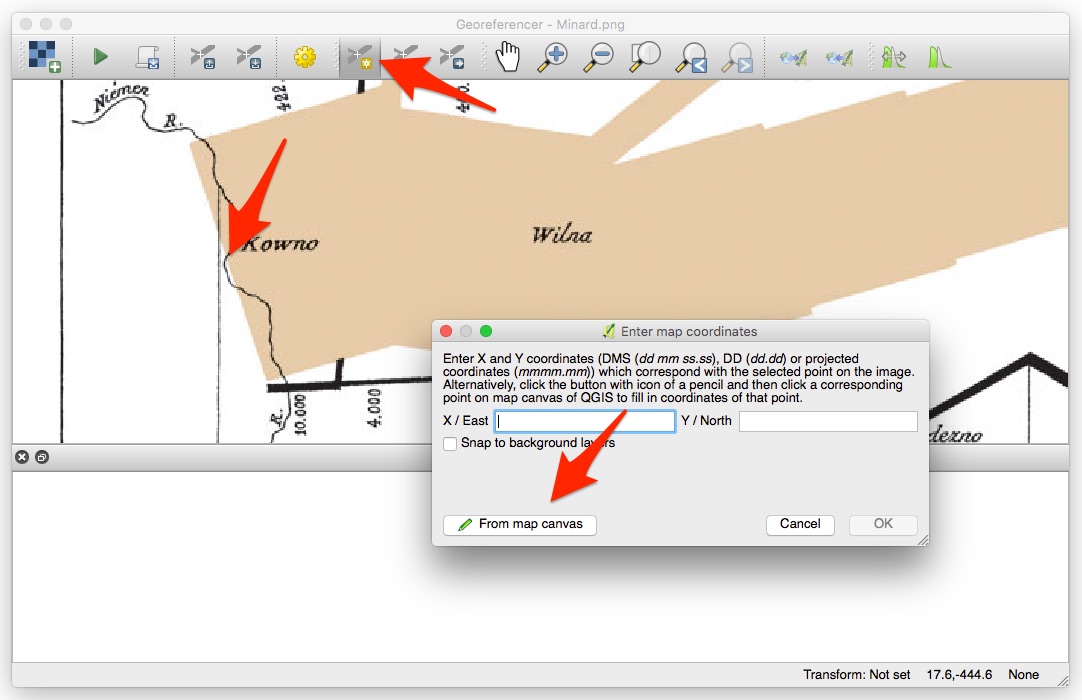 Georeferencer - Minard.png
Niemen
R.
422.
400.
Kowno
Wilna
Enter map coordinates
Enter X and Y coordinates (DMS (dd mm ss.ss), DD (dd.dd) or projected
coordinates (mmmm.mm)) which correspond with the selected point on the image.
Alternatively, click the button with icon of a pencil and then click a corresponding
point on map canvas of QGIS to fill in coordinates of that point.
X / East
Y / North
Snap to background layers
From map canvas
Cancel
OK
R.
10.000
4.000
Transform: Not set
17.6,-444.6
None